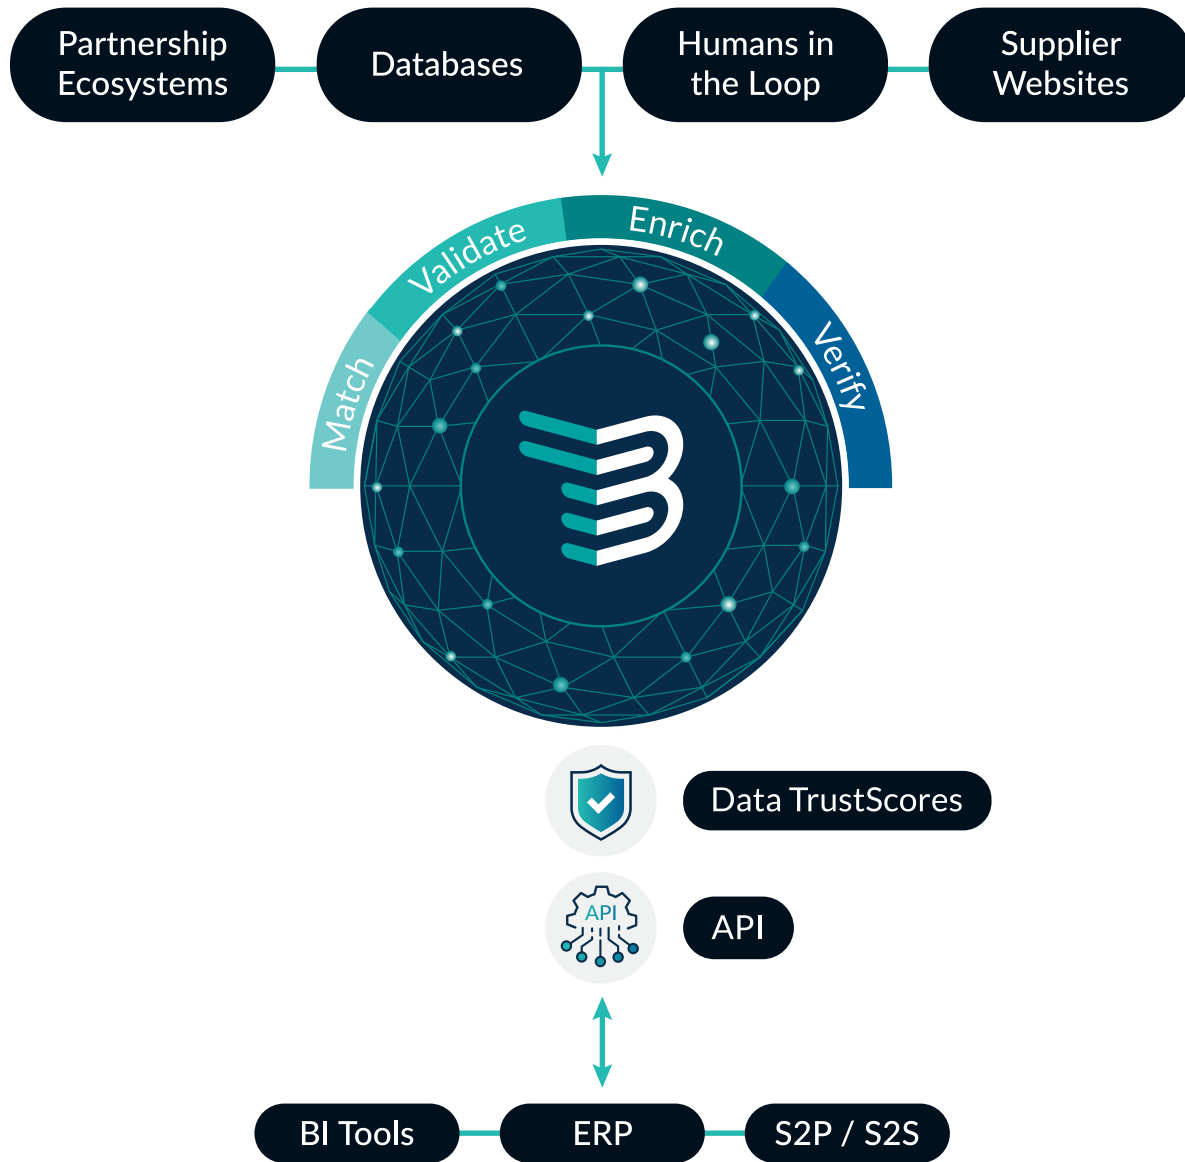 Partnership
Ecosystems
Databases
Humans in
the Loop
Supplier
Websites
Match
Validate
Enrich
Verify
B
Data TrustScores
API
API
BI Tools
ERP
S2P / S2S